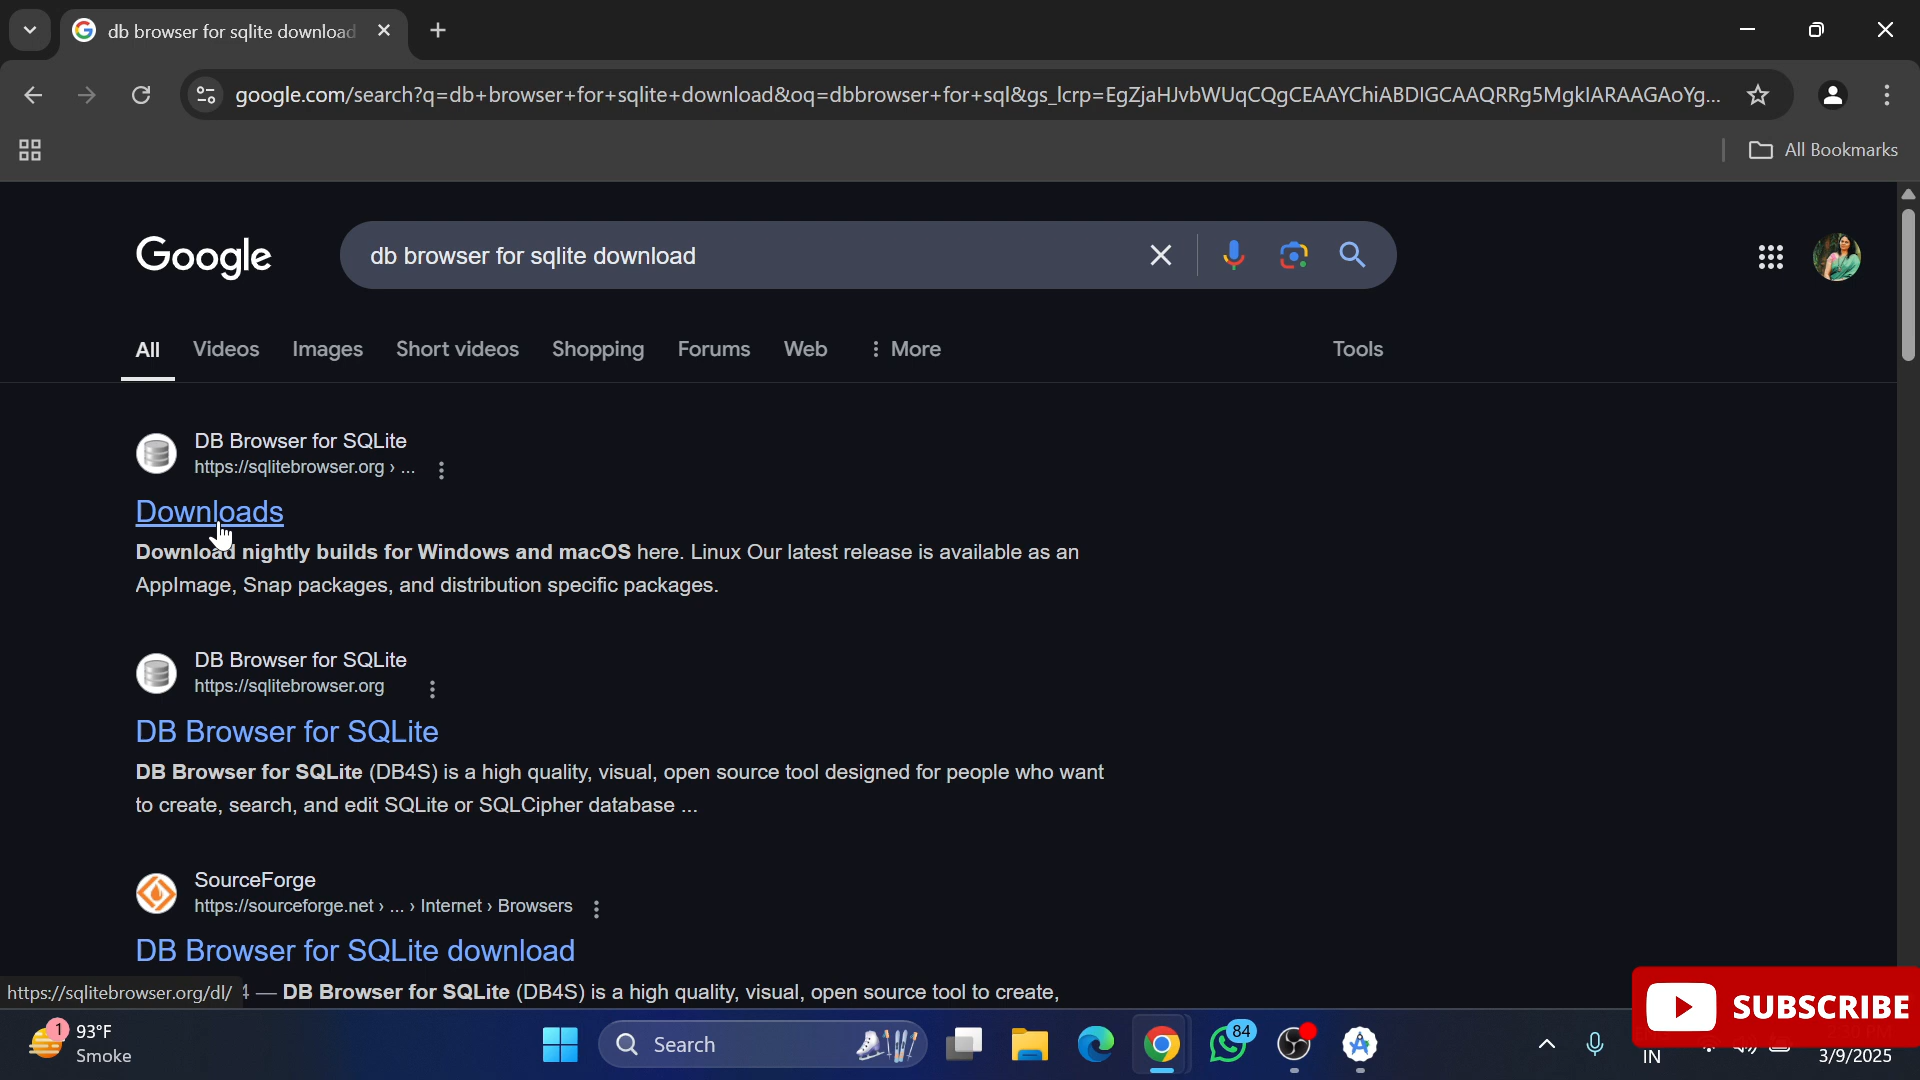 db browser for sqlite download
google.com/search?q=db+browser+for+sqlite+download&oq=dbbrowser+for+sql&gs_lcrp=EgZjaHJvbWUqCQgCEAAYChiABDIGCAAQRRg5MgkIARAAGAoYg...
All Bookmarks
Google
db browser for sqlite download
All Videos Images Short videos Shopping Forums Web More Tools
DB Browser for SQLite
https://sqlitebrowser.org › ...
Downloads
Download nightly builds for Windows and macOS here. Linux Our latest release is available as an
AppImage, Snap packages, and distribution specific packages.
DB Browser for SQLite
https://sqlitebrowser.org
DB Browser for SQLite
DB Browser for SQLite (DB4S) is a high quality, visual, open source tool designed for people who want
to create, search, and edit SQLite or SQLCipher database ...
SourceForge
https://sourceforge.net › ... › Internet › Browsers
DB Browser for SQLite download
https://sqlitebrowser.org/dl/ 4 — DB Browser for SQLite (DB4S) is a high quality, visual, open source tool to create,
SUBSCRIBE
1
93°F
Smoke
Search
84
IN
3/9/2025